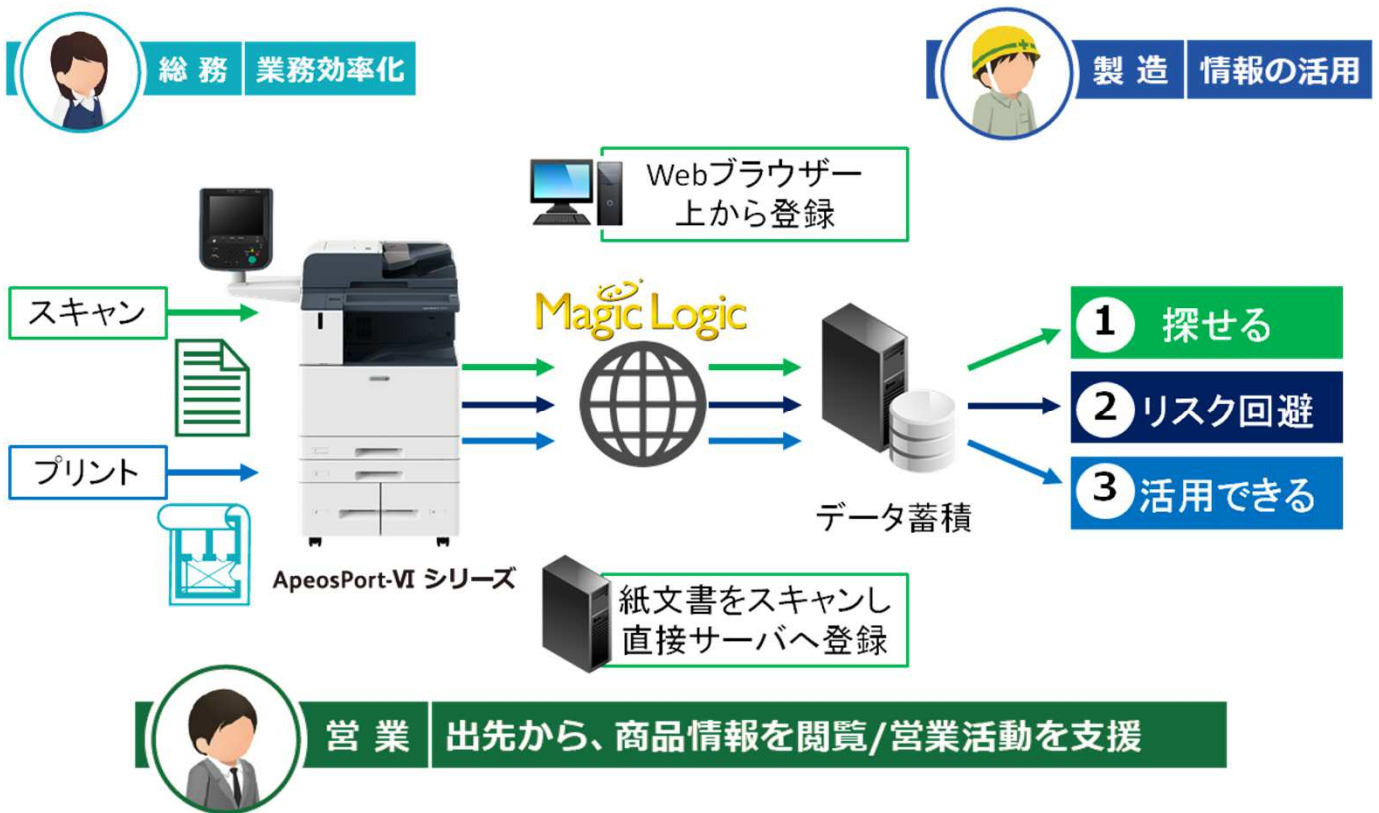 総務 業務効率化
製造 情報の活用
Webブラウザー
上から登録
スキャン
Magic Logic
1 探せる
2 リスク回避
プリント
3 活用できる
データ蓄積
ApeosPort-VI シリーズ
紙文書をスキャンし
直接サーバへ登録
営業 出先から、商品情報を閲覧/営業活動を支援